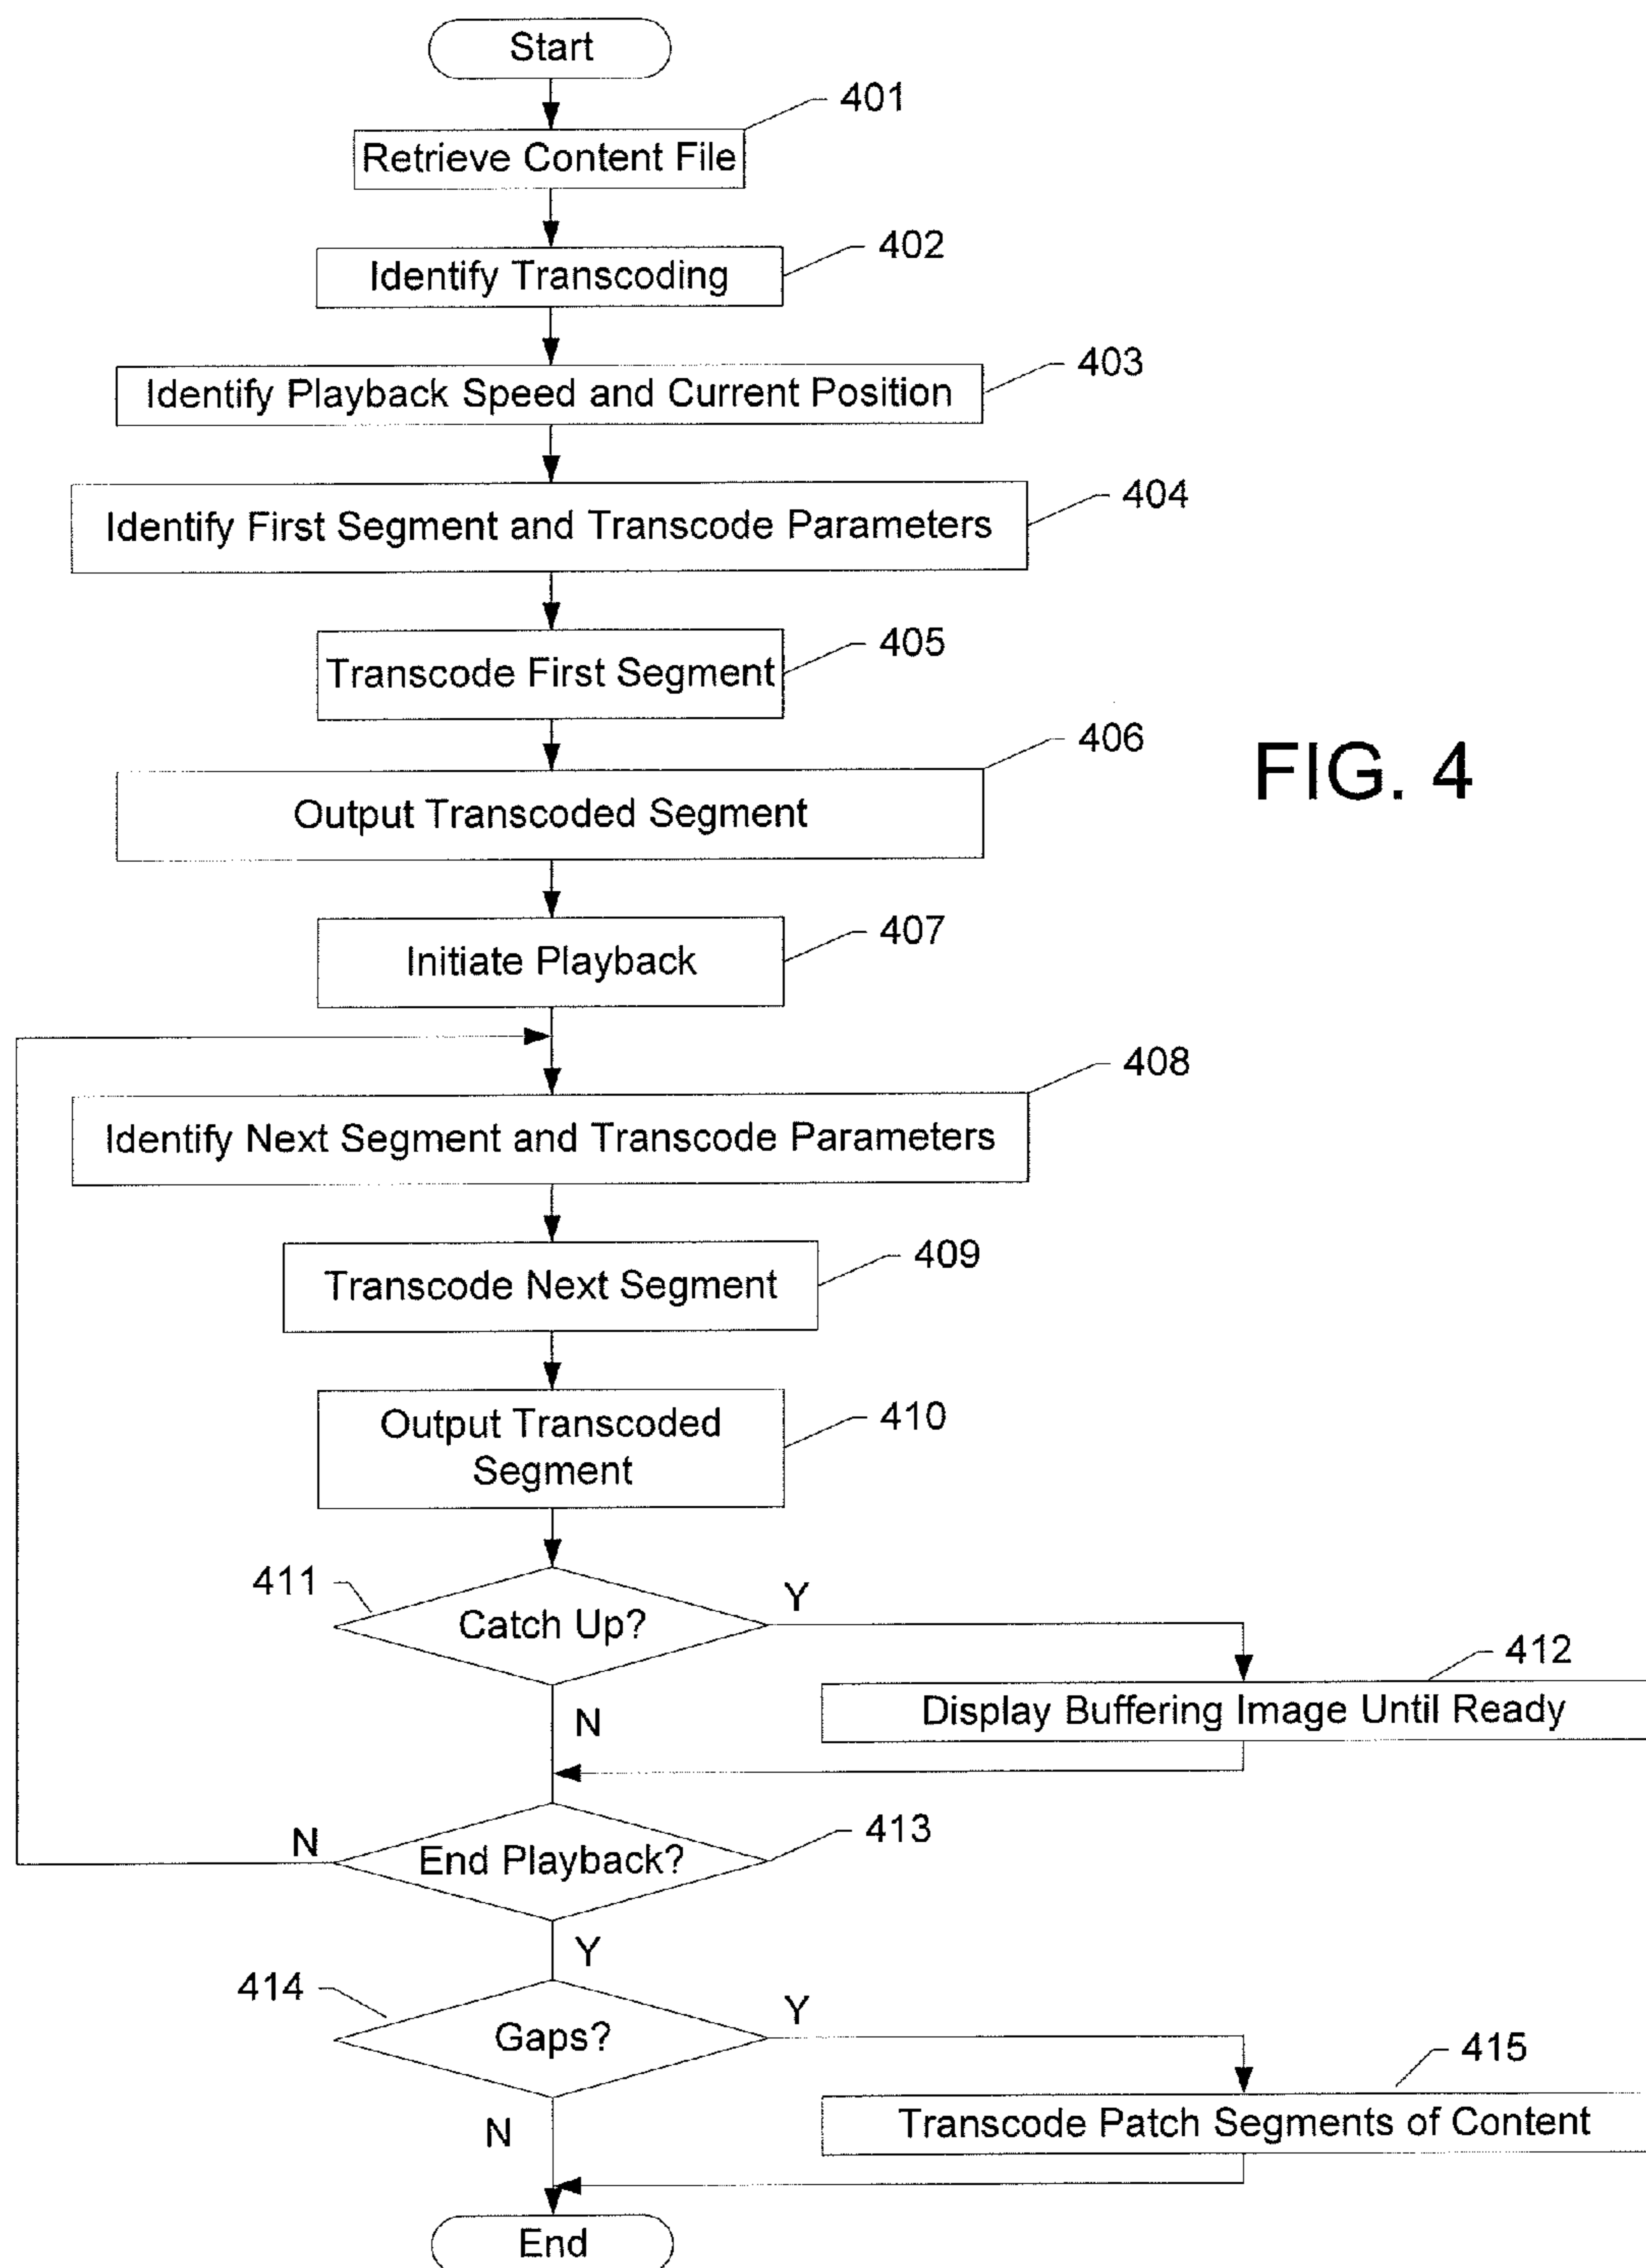 Start
401
Retrieve Content File
402
Identify Transcoding
403
Identify Playback Speed and Current Position
404
Identify First Segment and Transcode Parameters
405
Transcode First Segment
406
Output Transcoded Segment
FIG. 4
407
Initiate Playback
408
Identify Next Segment and Transcode Parameters
409
Transcode Next Segment
410
Output Transcoded
Segment
411
Catch Up?
Y
412
Display Buffering Image Until Ready
N
413
End Playback?
N
Y
414
Gaps?
Y
415
Transcode Patch Segments of Content
N
End